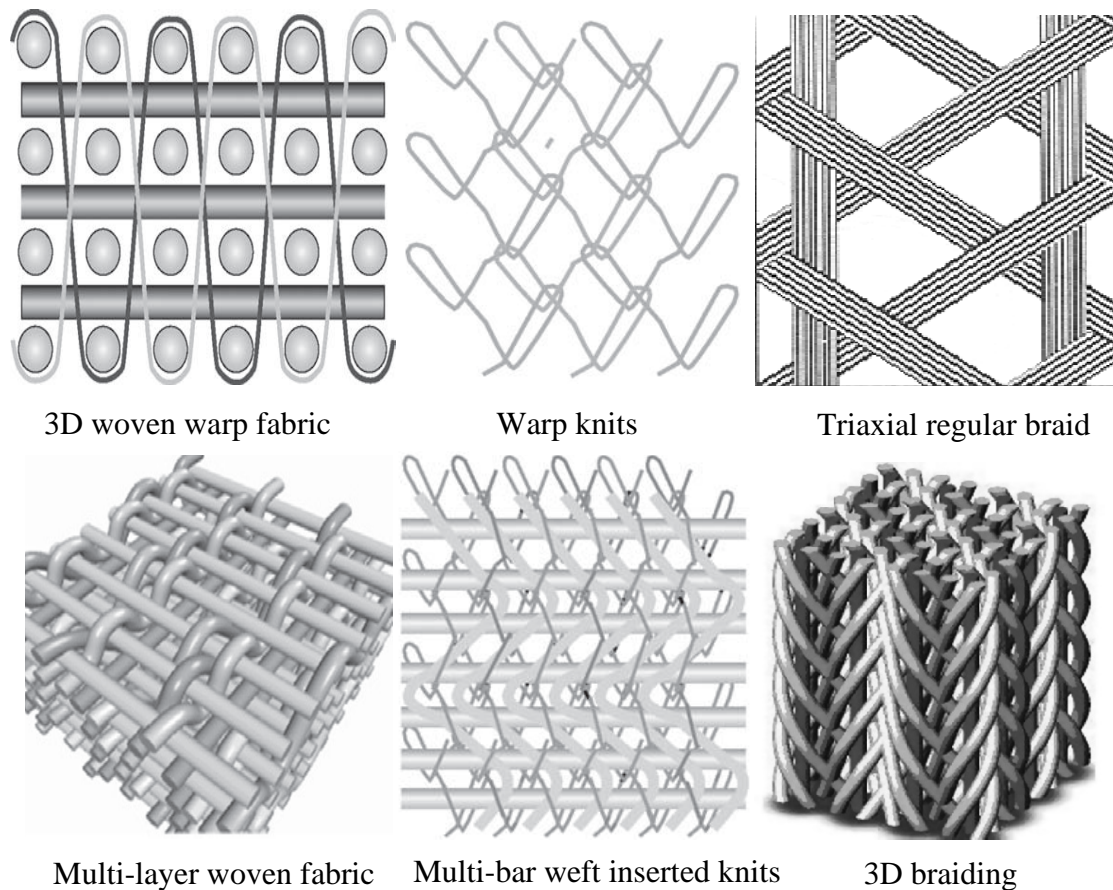 3D woven warp fabric
Warp knits
Triaxial regular braid
Multi-layer woven fabric
Multi-bar weft inserted knits
3D braiding